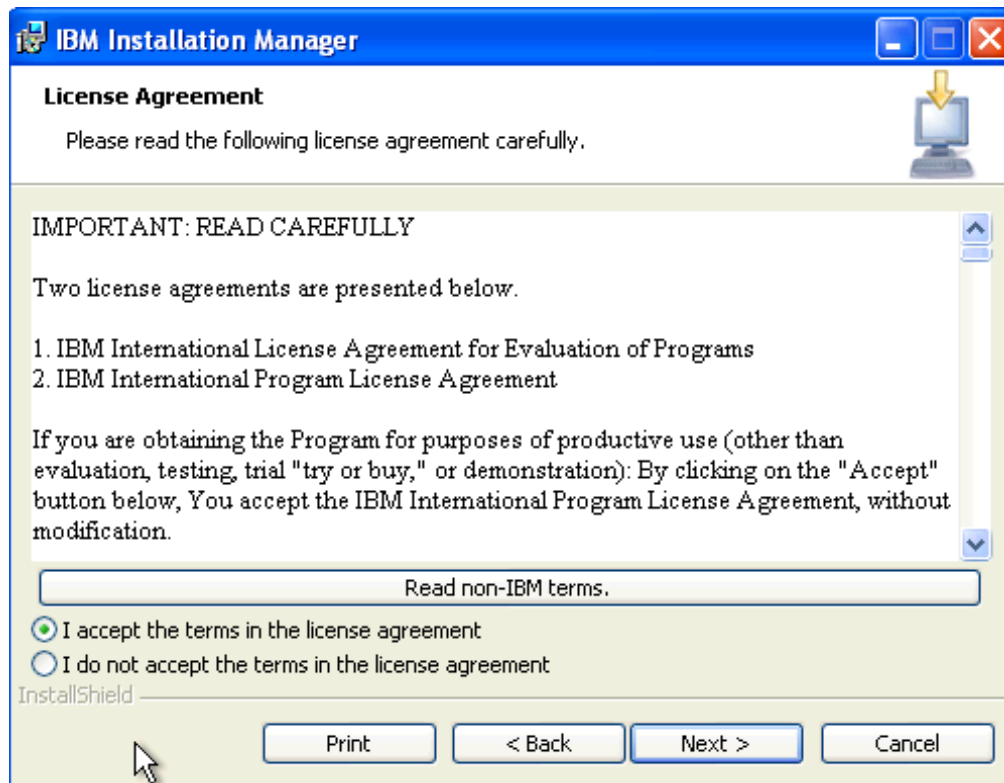 IBM Installation Manager
License Agreement
Please read the following license agreement carefully.
IMPORTANT: READ CAREFULLY
Two license agreements are presented below.
1. IBM International License Agreement for Evaluation of Programs
2. IBM International Program License Agreement
If you are obtaining the Program for purposes of productive use (other than
evaluation, testing, trial "try or buy," or demonstration): By clicking on the "Accept"
button below, You accept the IBM International Program License Agreement, without
modification.
Read non-IBM terms.
I accept the terms in the license agreement
I do not accept the terms in the license agreement
InstallShield
Print
< Back
Next >
Cancel